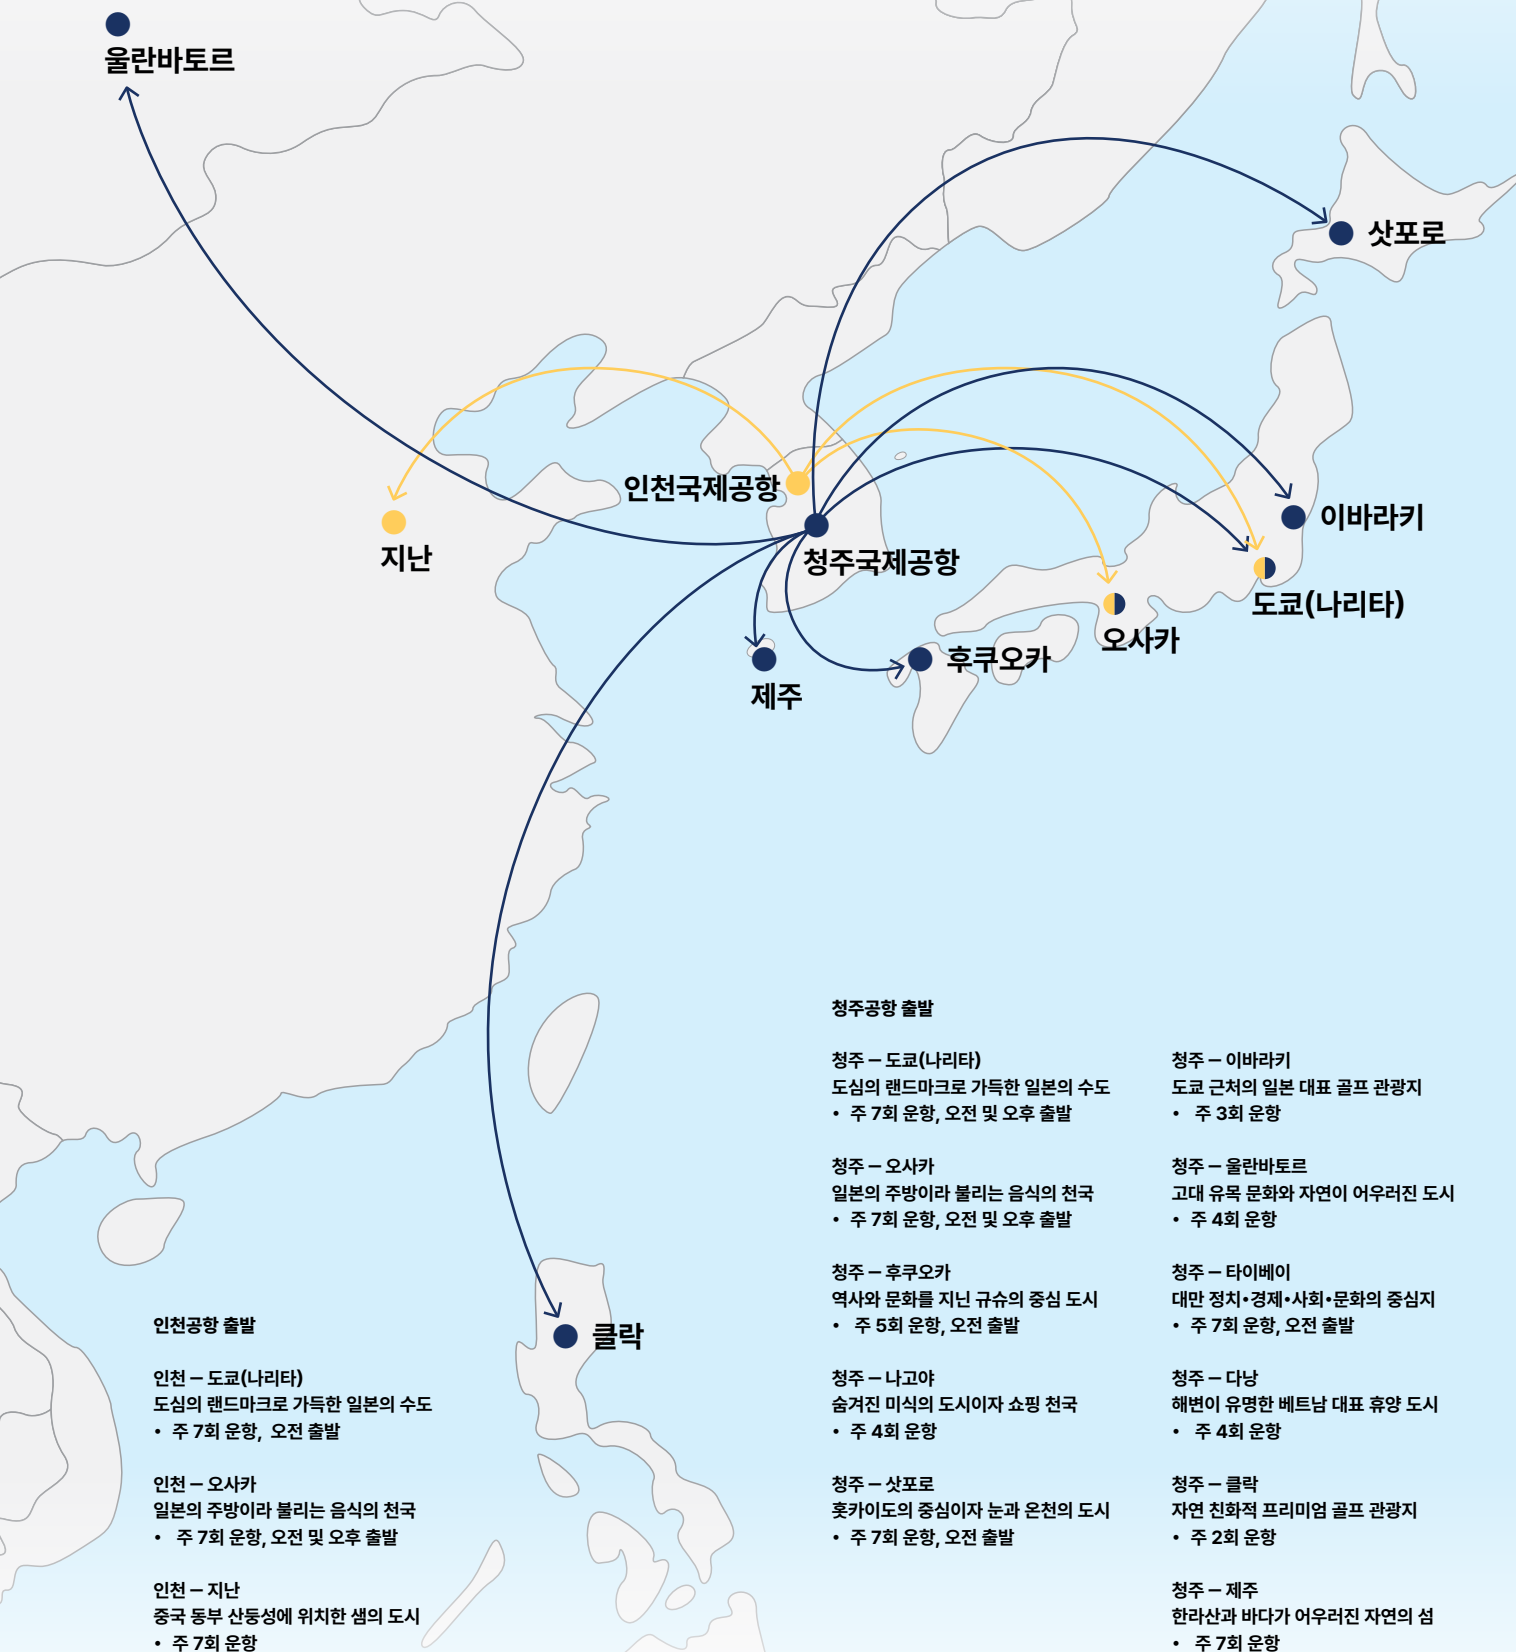 울란바토르
삿포로
인천국제공항
이바라키
지난
청주국제공항
도쿄(나리타)
오사카
후쿠오카
제주
클락
인천공항 출발
인천 – 도쿄(나리타)
도심의 랜드마크로 가득한 일본의 수도
• 주 7회 운항, 오전 출발
인천 – 오사카
일본의 주방이라 불리는 음식의 천국
• 주 7회 운항, 오전 및 오후 출발
인천 – 지난
중국 동부 산둥성에 위치한 샘의 도시
• 주 7회 운항
청주공항 출발
청주 – 도쿄(나리타)
도심의 랜드마크로 가득한 일본의 수도
• 주 7회 운항, 오전 및 오후 출발
청주 – 오사카
일본의 주방이라 불리는 음식의 천국
• 주 7회 운항, 오전 및 오후 출발
청주 – 후쿠오카
역사와 문화를 지닌 규슈의 중심 도시
• 주 5회 운항, 오전 출발
청주 – 나고야
숨겨진 미식의 도시이자 쇼핑 천국
• 주 4회 운항
청주 – 삿포로
홋카이도의 중심이자 눈과 온천의 도시
• 주 7회 운항, 오전 출발
청주 – 이바라키
도쿄 근처의 일본 대표 골프 관광지
• 주 3회 운항
청주 – 울란바토르
고대 유목 문화와 자연이 어우러진 도시
• 주 4회 운항
청주 – 타이베이
대만 정치•경제•사회•문화의 중심지
• 주 7회 운항, 오전 출발
청주 – 다낭
해변이 유명한 베트남 대표 휴양 도시
• 주 4회 운항
청주 – 클락
자연 친화적 프리미엄 골프 관광지
• 주 2회 운항
청주 – 제주
한라산과 바다가 어우러진 자연의 섬
• 주 7회 운항